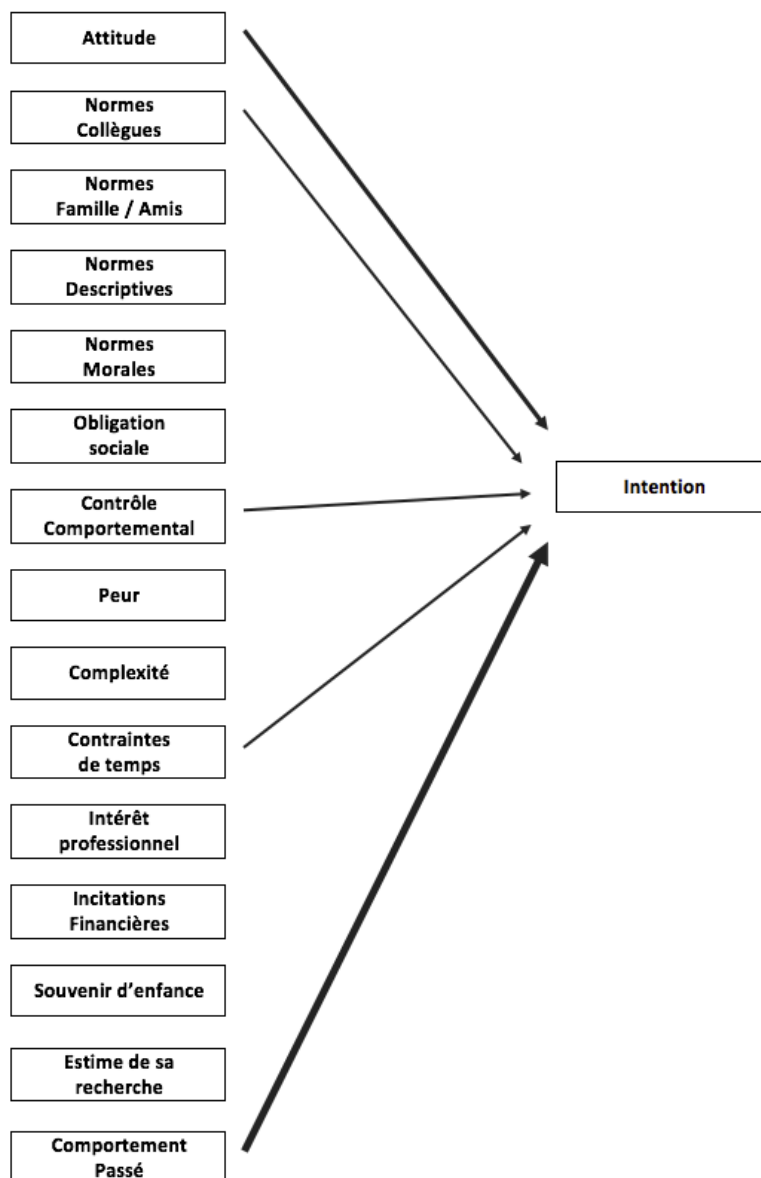 Attitude
Normes
Collègues
Normes
Famille / Amis
Normes
Descriptives
Normes
Morales
Obligation
sociale
Contrôle
Comportemental
Peur
Complexité
Contraintes
de temps
Intérêt
professionnel
Incitations
Financières
Souvenir d'enfance
Estime de sa
recherche
Comportement
Passé
Intention